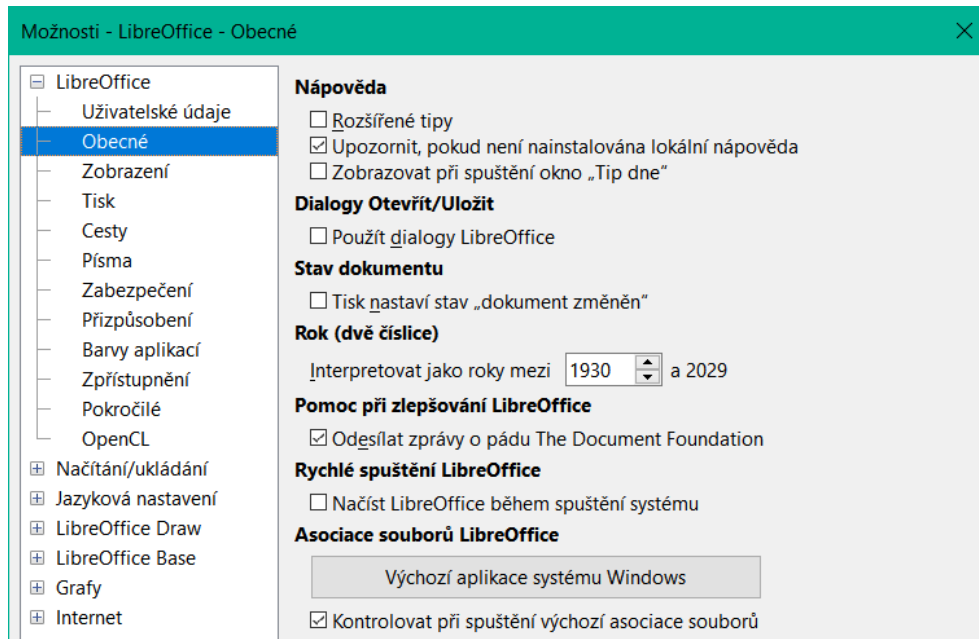 Možnosti - LibreOffice - Obecné
LibreOffice
Uživatelské údaje
Obecné
Zobrazení
Tisk
Cesty
Písma
Zabezpečení
Přizpůsobení
Barvy aplikací
Zpřístupnění
Pokročilé
OpenCL
Načítání/ukládání
Jazyková nastavení
LibreOffice Draw
LibreOffice Base
Grafy
Internet
Nápověda
Rozšířené tipy
Upozornit, pokud není nainstalována lokální nápověda
Zobrazovat při spuštění okno „Tip dne“
Dialogy Otevřít/Uložit
Použít dialogy LibreOffice
Stav dokumentu
Tisk nastaví stav „dokument změněn“
Rok (dvě číslice)
Interpretovat jako roky mezi 1930 a 2029
Pomoc při zlepšování LibreOffice
Odesílat zprávy o pádu The Document Foundation
Rychlé spuštění LibreOffice
Načíst LibreOffice během spuštění systému
Asociace souborů LibreOffice
Výchozí aplikace systému Windows
Kontrolovat při spuštění výchozí asociace souborů